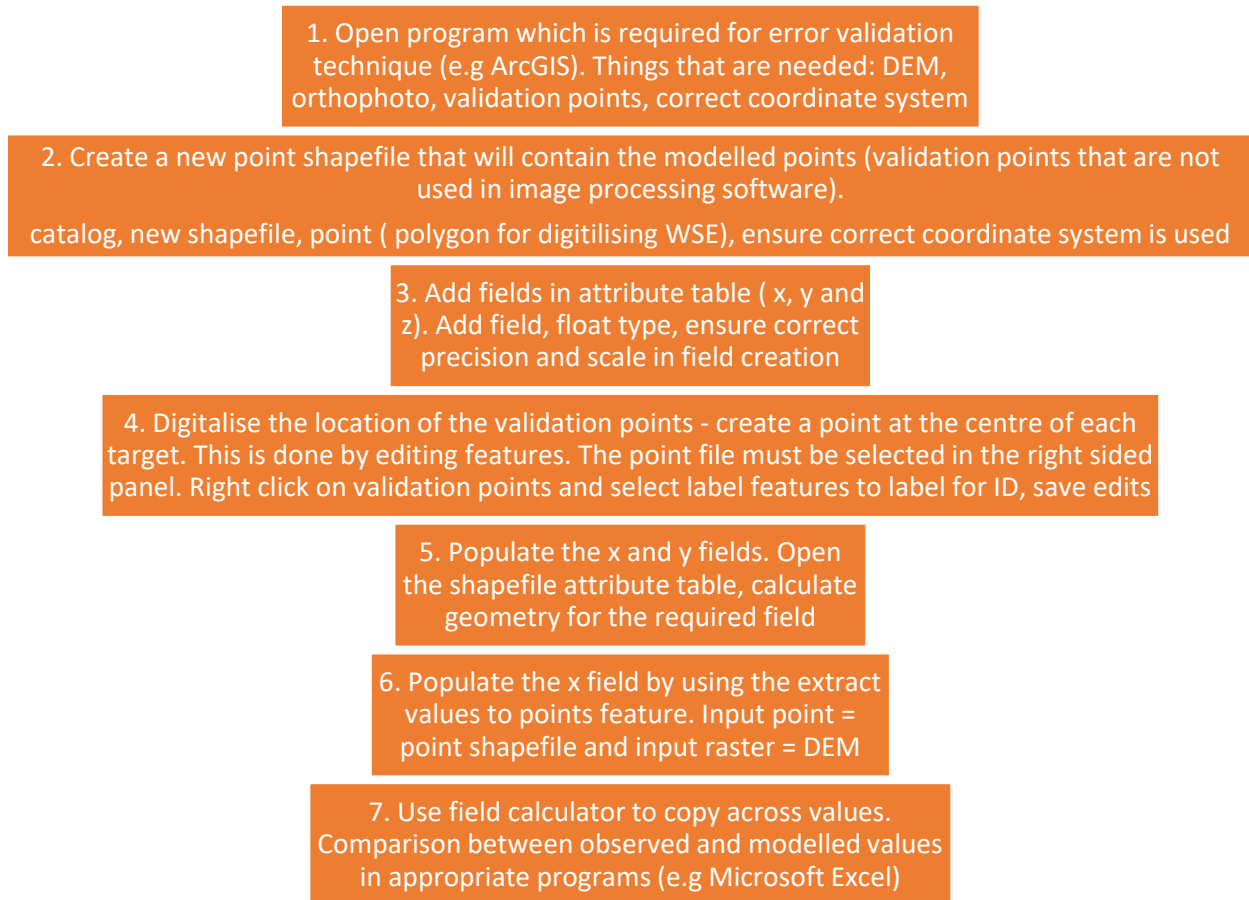 1. Open program which is required for error validation
technique (e.g ArcGIS). Things that are needed: DEM,
orthophoto, validation points, correct coordinate system
2. Create a new point shapefile that will contain the modelled points (validation points that are not
used in image processing software).
catalog, new shapefile, point ( polygon for digitilising WSE), ensure correct coordinate system is used
3. Add fields in attribute table ( x, y and
z). Add field, float type, ensure correct
precision and scale in field creation
4. Digitalise the location of the validation points - create a point at the centre of each
target. This is done by editing features. The point file must be selected in the right sided
panel. Right click on validation points and select label features to label for ID, save edits
5. Populate the x and y fields. Open
the shapefile attribute table, calculate
geometry for the required field
6. Populate the x field by using the extract
values to points feature. Input point =
point shapefile and input raster = DEM
7. Use field calculator to copy across values.
Comparison between observed and modelled values
in appropriate programs (e.g Microsoft Excel)